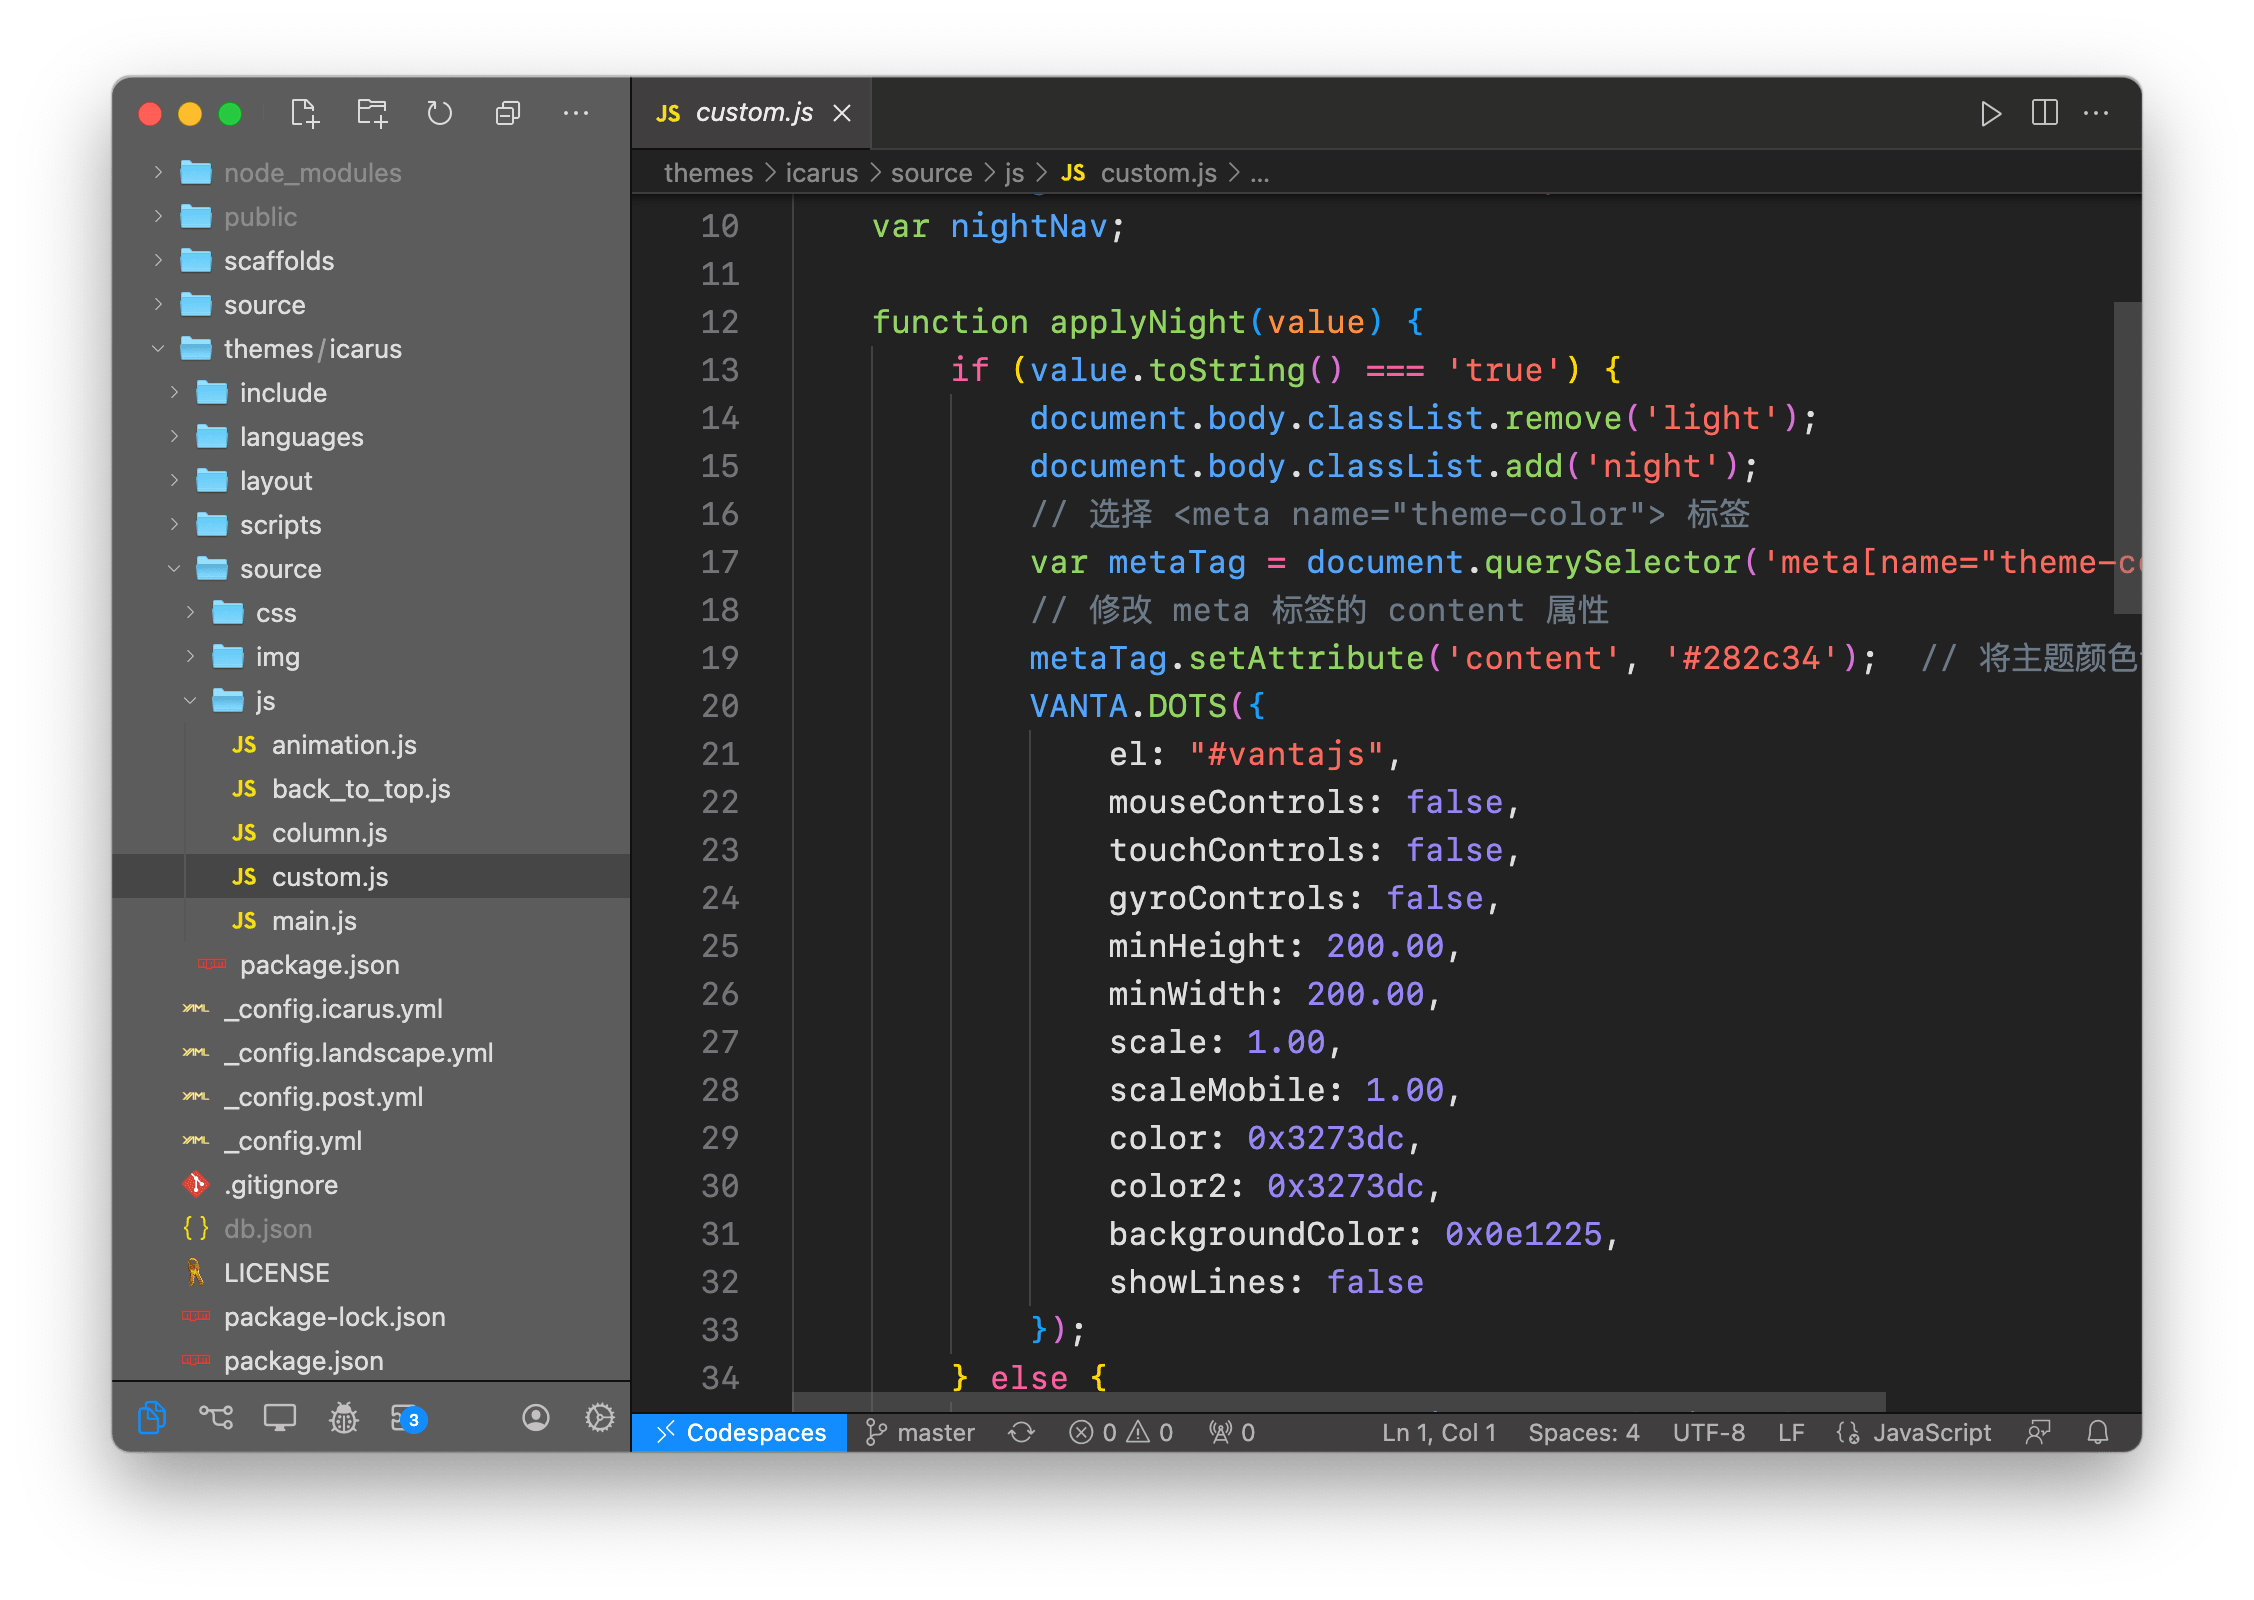 node_modules
public
scaffolds
source
themes/icarus
include
languages
layout
scripts
source
css
img
js
JS animation.js
JS back_to_top.js
JS column.js
JS custom.js
JS main.js
package.json
YAML _config.icarus.yml
YAML _config.landscape.yml
YAML _config.post.yml
YAML _config.yml
.gitignore
{} db.json
LICENSE
package-lock.json
package.json
3
JS custom.js
themes > icarus > source > js > JS custom.js > ...
10 var nightNav;
11
12 function applyNight(value) {
13 if (value.toString() === 'true') {
14 document.body.classList.remove('light');
15 document.body.classList.add('night');
16 // 选择 <meta name="theme-color"> 标签
17 var metaTag = document.querySelector('meta[name="theme-c
18 // 修改 meta 标签的 content 属性
19 metaTag.setAttribute('content', '#282c34'); // 将主题颜色
20 VANTA.DOTS({
21 el: "#vantajs",
22 mouseControls: false,
23 touchControls: false,
24 gyroControls: false,
25 minHeight: 200.00,
26 minWidth: 200.00,
27 scale: 1.00,
28 scaleMobile: 1.00,
29 color: 0x3273dc,
30 color2: 0x3273dc,
31 backgroundColor: 0x0e1225,
32 showLines: false
33 });
34 } else {
Codespaces master 0 0 0 Ln 1, Col 1 Spaces: 4 UTF-8 LF JavaScript